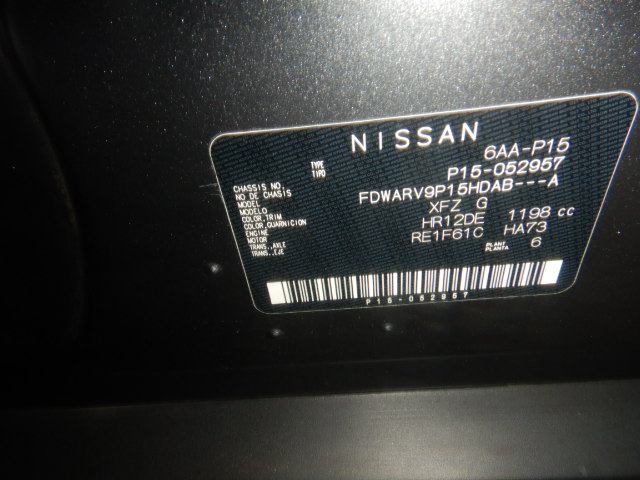 NISSAN
TYPE 6AA-P15
TIPO
CHASSIS NO. P15-052957
NO DE CHASIS
MODEL FDWARV9P15HDAB---A
MODELO
COLOR,TRIM XFZ G
COLOR,GUARNICION
ENGINE HR12DE 1198 cc
MOTOR
TRANS.,AXLE RE1F61C HA73
TRANS.,EJE
PLANT 6
PLANTA
P15-052957